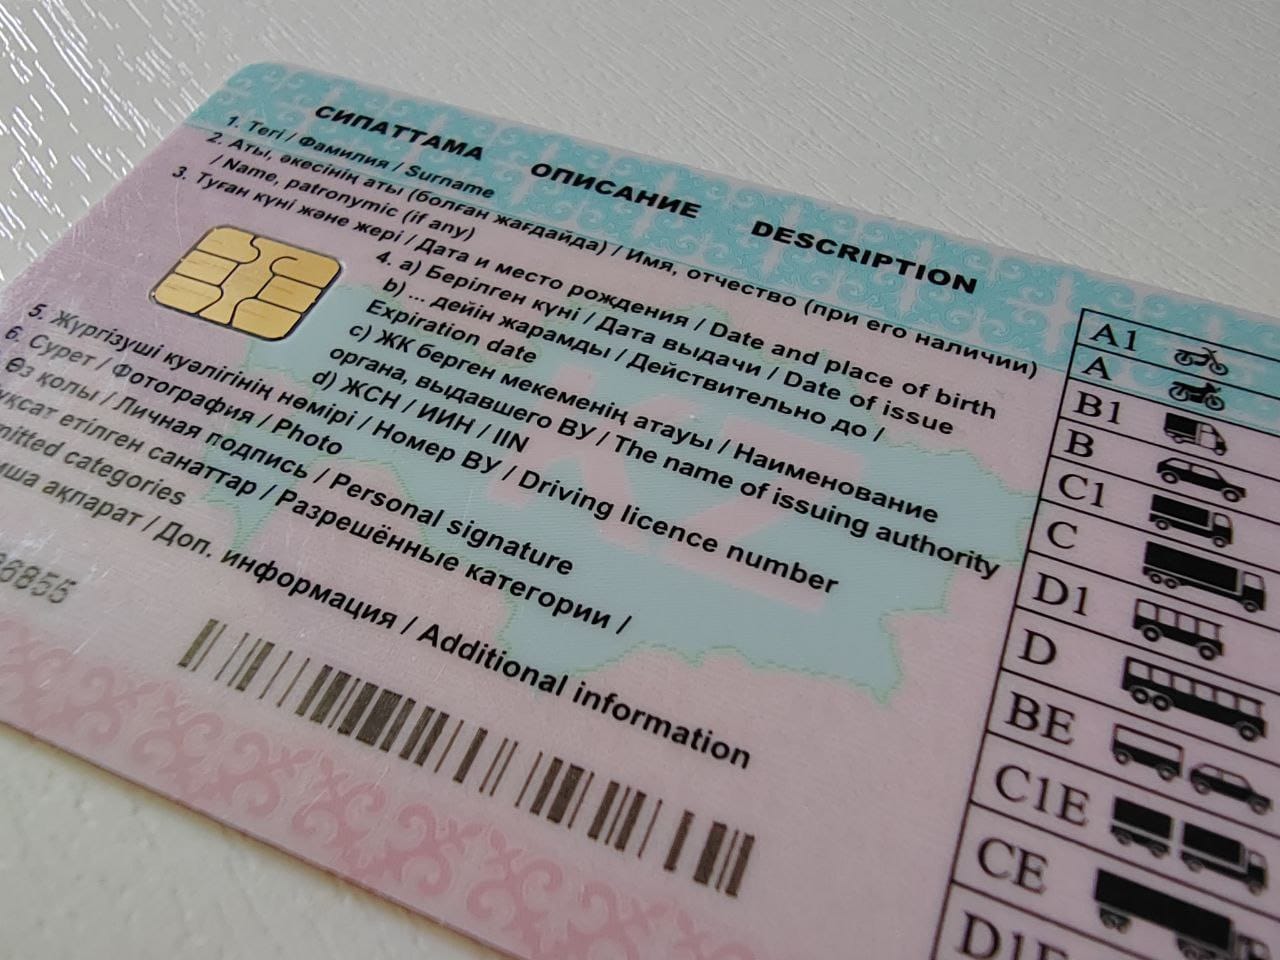 СИПАТТАМА ОПИСАНИЕ DESCRIPTION
1. Тегі / Фамилия / Surname
2. Аты, әкесінің аты (болған жағдайда) / Имя, отчество (при его наличии)
/ Name, patronymic (if any)
3. Туған күні және жері / Дата и место рождения / Date and place of birth
4. a) Берілген күні / Дата выдачи / Date of issue
b) ... дейін жарамды / Действительно до /
Expiration date
c) ЖК берген мекеменің атауы / Наименование
органа, выдавшего ВУ / The name of issuing authority
d) ЖСН / ИИН / IIN
5. Жүргізуші куәлігінің нөмірі / Номер ВУ / Driving licence number
6. Сурет / Фотография / Photo
Өз қолы / Личная подпись / Personal signature
етілген санаттар / Разрешённые категории /
categories
ақпарат / Доп. информация / Additional information
6855
A1
A
B1
B
C1
C
D1
D
BE
C1E
CE
D1E
KZ